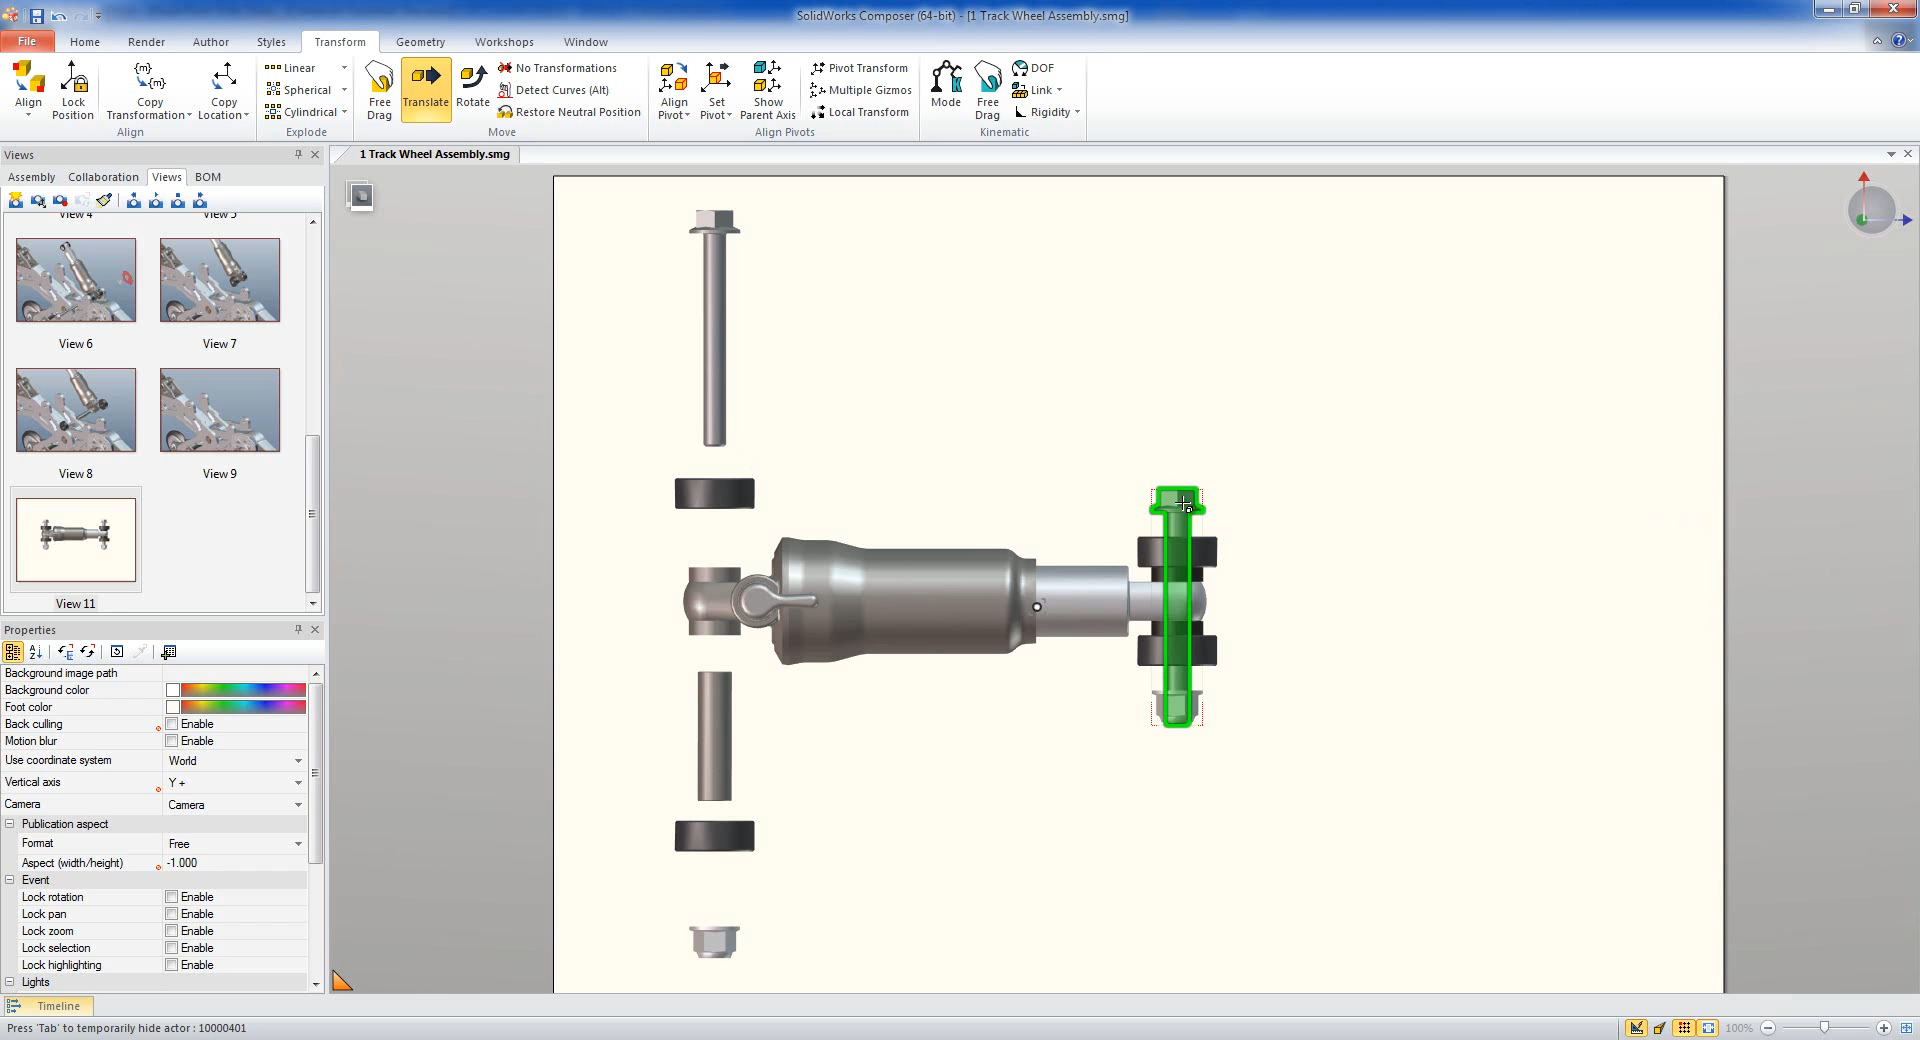 SolidWorks Composer (64-bit) - [1 Track Wheel Assembly.smg]
File Home Render Author Styles Transform Geometry Workshops Window
Align
Lock Position
Copy Transformation
Copy Location
Align
Linear
Spherical
Cylindrical
Explode
Free Drag
Translate
Rotate
No Transformations
Detect Curves (Alt)
Restore Neutral Position
Move
Align Pivot
Set Pivot
Show Parent Axis
Pivot Transform
Multiple Gizmos
Local Transform
Align Pivots
Mode
Free Drag
DOF
Link
Rigidity
Kinematic
Views
1 Track Wheel Assembly.smg
Assembly Collaboration Views BOM
View 4 View 5
View 6 View 7
View 8 View 9
View 11
Properties
Background image path
Background color
Foot color
Back culling Enable
Motion blur Enable
Use coordinate system World
Vertical axis Y +
Camera Camera
Publication aspect
Format Free
Aspect (width/height) -1.000
Event
Lock rotation Enable
Lock pan Enable
Lock zoom Enable
Lock selection Enable
Lock highlighting Enable
Lights
Timeline
Press 'Tab' to temporarily hide actor : 10000401
100%